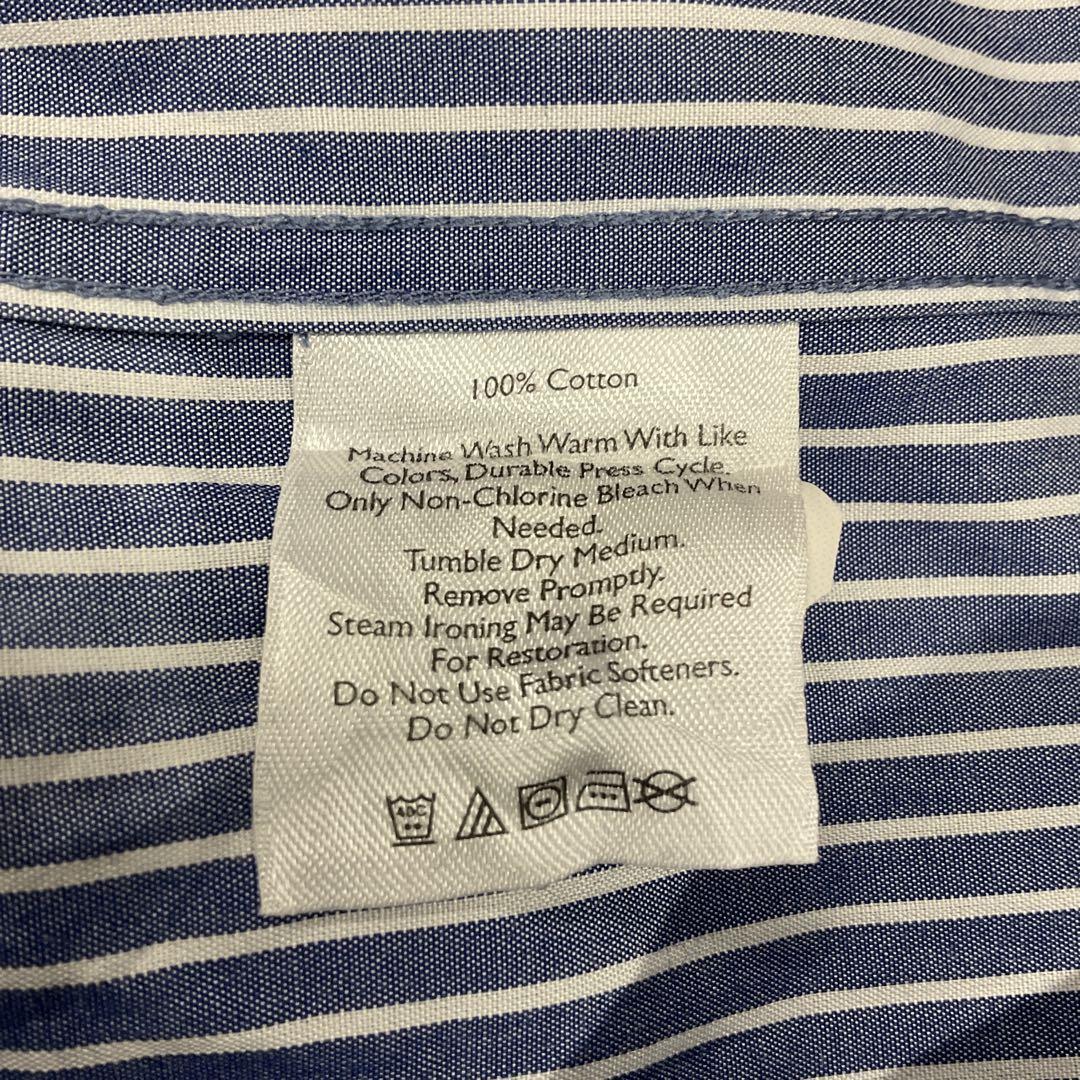 100% Cotton
Machine Wash Warm With Like
Colors, Durable Press Cycle.
Only Non-Chlorine Bleach When
Needed.
Tumble Dry Medium.
Remove Promptly.
Steam Ironing May Be Required
For Restoration.
Do Not Use Fabric Softeners.
Do Not Dry Clean.
40C